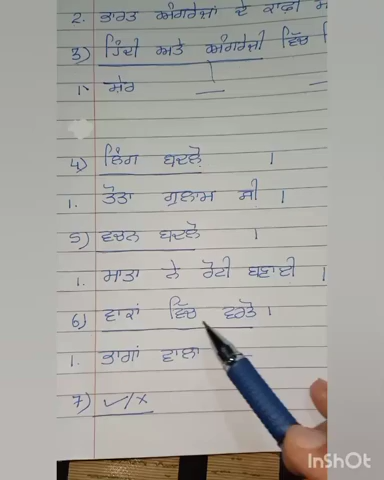 2. ਭਾਰਤ ਅੰਗਰੇਜ਼ਾਂ ਦੇ ਕਾਫ਼ੀ
3) ਹਿੰਦੀ ਅਤੇ ਅੰਗਰੇਜ਼ੀ ਵਿੱਚ
1. ਸ਼ੇਰ
4) ਲਿੰਗ ਬਦਲੋ ।
1. ਤੋਤਾ ਗੁਲਾਮ ਸੀ ।
5) ਵਚਨ ਬਦਲੋ ।
1. ਮਾਤਾ ਨੇ ਰੋਟੀ ਬਣਾਈ ।
6) ਵਾਕਾਂ ਵਿੱਚ ਵਰਤੋ ।
1. ਭਾਗਾਂ ਵਾਲਾ
7) ✓/×
InShOt